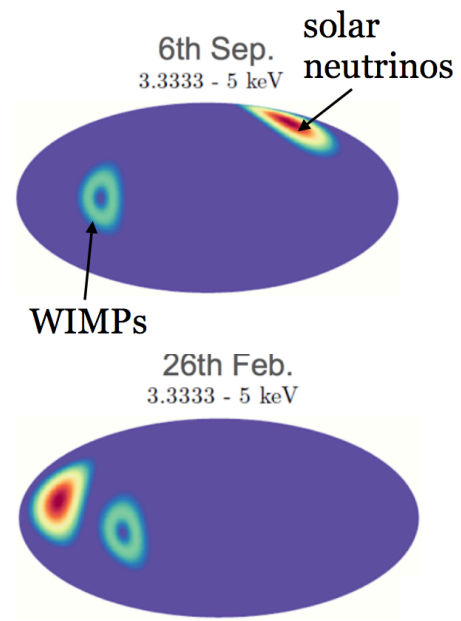 solar
neutrinos
6th Sep.
3.3333 - 5 keV
WIMPs
26th Feb.
3.3333 - 5 keV